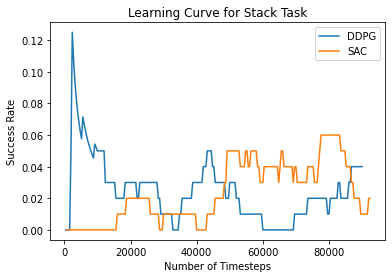 Learning Curve for Stack Task
DDPG
SAC
0.12
0.10
0.08
0.06
0.04
0.02
0.00
Success Rate
0
20000
40000
60000
80000
Number of Timesteps